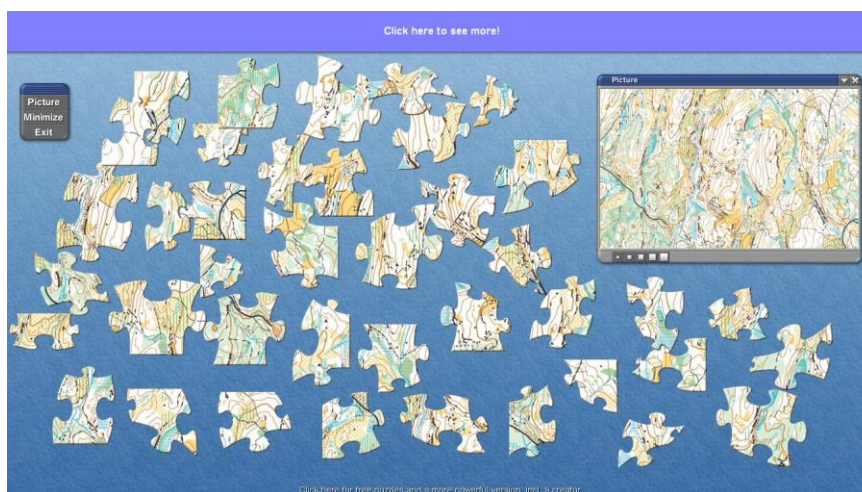 Click here to see more!
Picture
Minimize
Exit
Picture
Click here for free puzzles and a more powerful version, incl. a creator